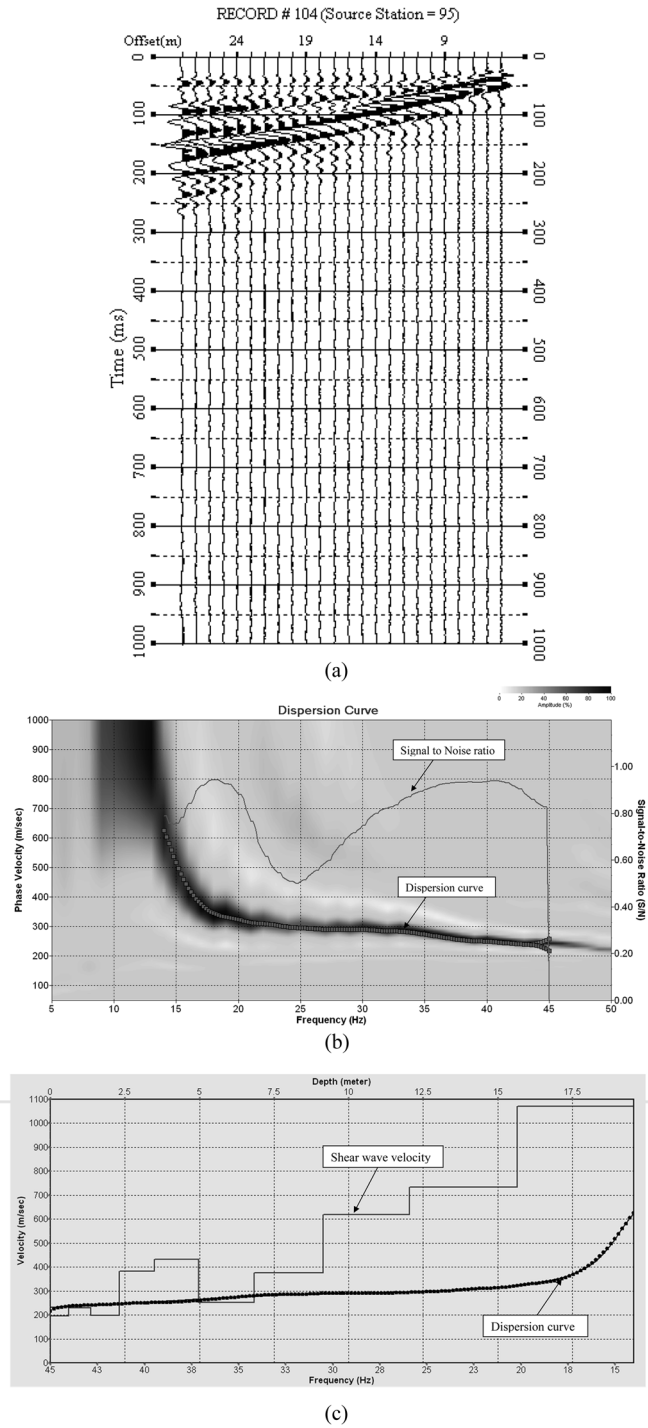 RECORD # 104 (Source Station = 95)
Offset(m) 24 19 14 9
0 0
100 100
200 200
300 300
400 400
500 500
600 600
700 700
800 800
900 900
1000 1000
Time (ms)
(a)
0 20 40 60 80 100
Amplitude (%)
Dispersion Curve
1000
900
800
700
600
500
400
300
200
100
Phase Velocity (m/sec)
Signal to Noise ratio
Dispersion curve
1.00
0.80
0.60
0.40
0.20
0.00
Signal-to-Noise Ratio (S/N)
5 10 15 20 25 30 35 40 45 50
Frequency (Hz)
(b)
Depth (meter)
0 2.5 5 7.5 10 12.5 15 17.5
1100
1000
900
800
700
600
500
400
300
200
100
0
Velocity (m/sec)
Shear wave velocity
Dispersion curve
45 43 40 38 35 33 30 28 25 23 20 18 15
Frequency (Hz)
(c)